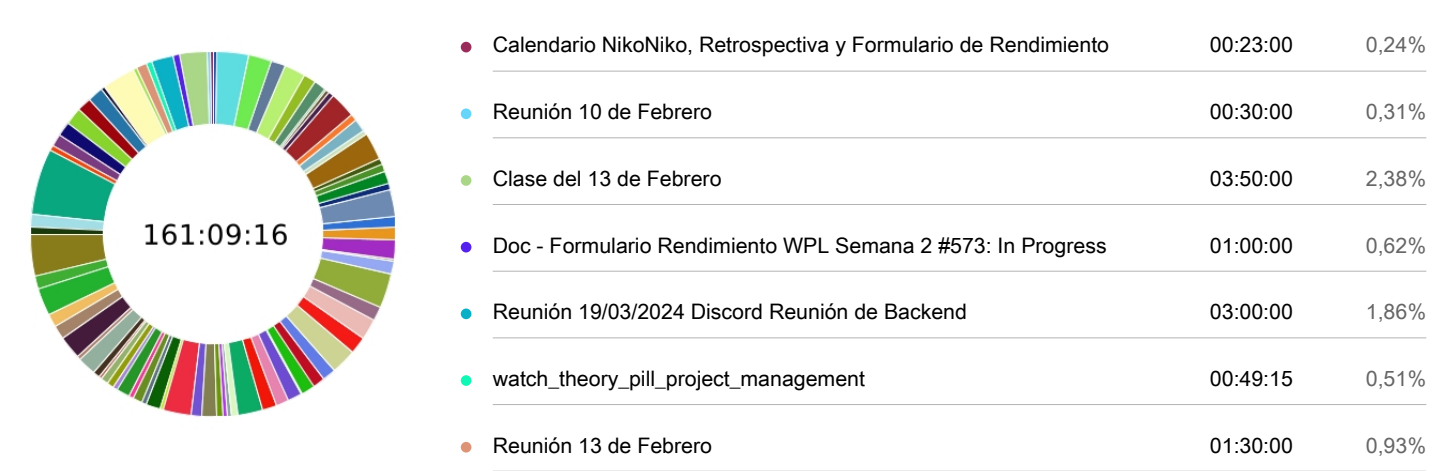 161:09:16
Calendario NikoNiko, Retrospectiva y Formulario de Rendimiento 00:23:00 0,24%
Reunión 10 de Febrero 00:30:00 0,31%
Clase del 13 de Febrero 03:50:00 2,38%
Doc - Formulario Rendimiento WPL Semana 2 #573: In Progress 01:00:00 0,62%
Reunión 19/03/2024 Discord Reunión de Backend 03:00:00 1,86%
watch_theory_pill_project_management 00:49:15 0,51%
Reunión 13 de Febrero 01:30:00 0,93%